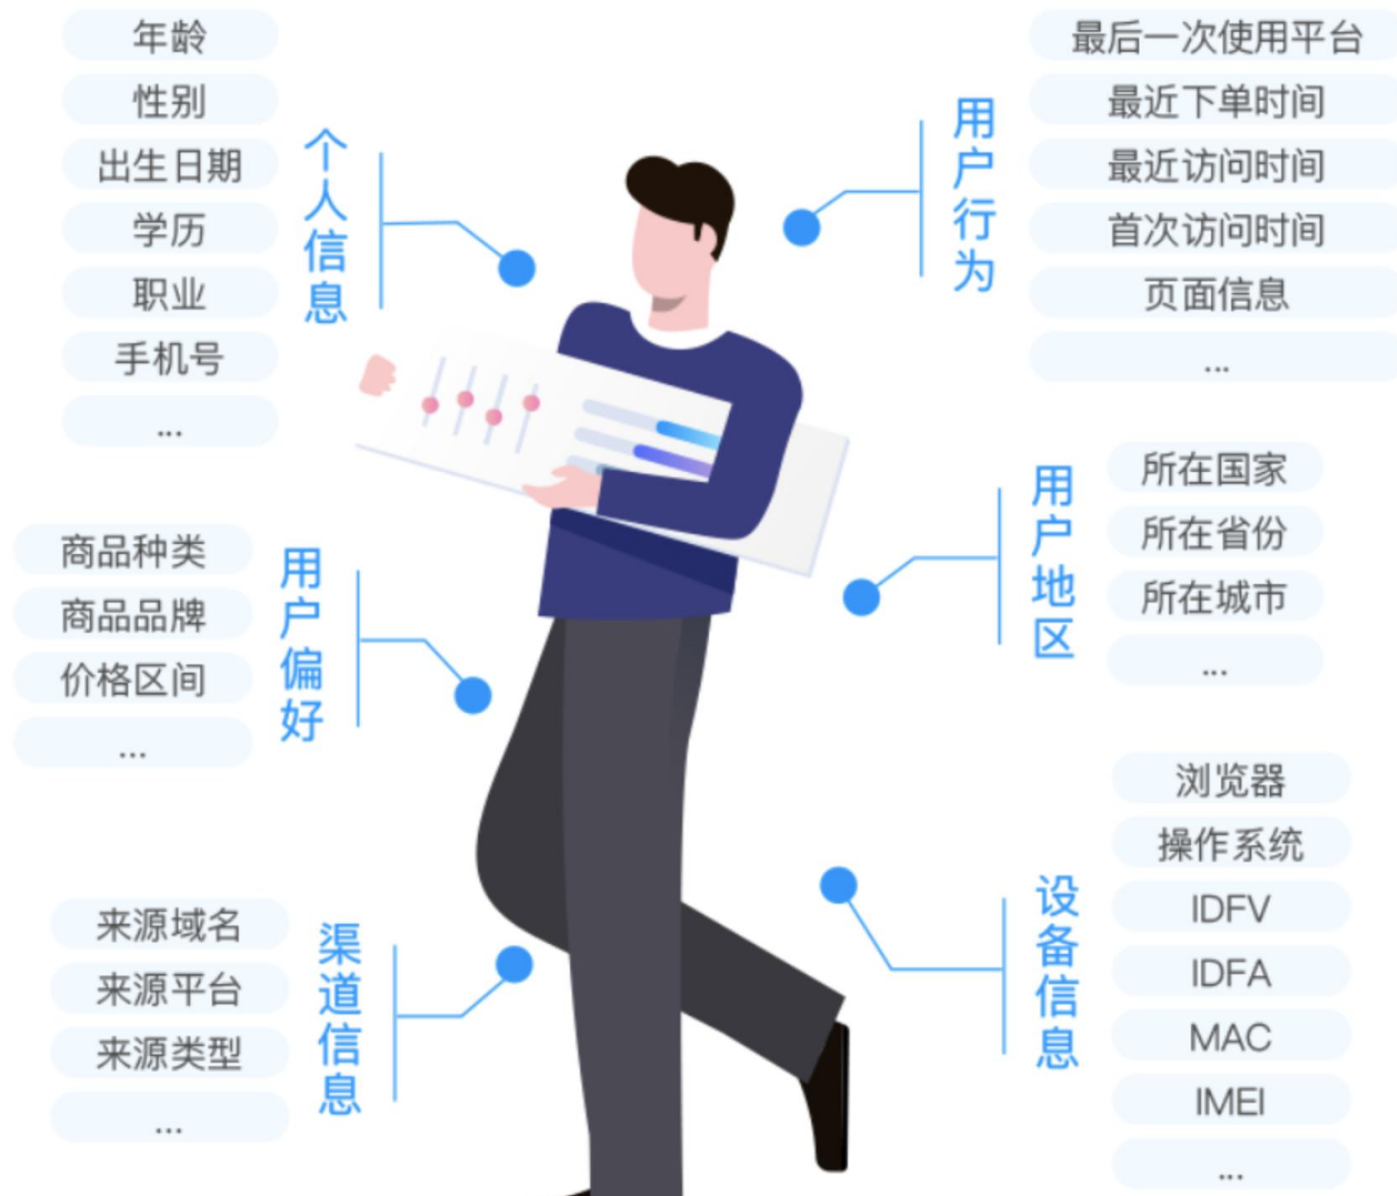 个人信息
年龄
性别
出生日期
学历
职业
手机号
...
用户偏好
商品种类
商品品牌
价格区间
...
渠道信息
来源域名
来源平台
来源类型
...
用户行为
最后一次使用平台
最近下单时间
最近访问时间
首次访问时间
页面信息
...
用户地区
所在国家
所在省份
所在城市
...
设备信息
浏览器
操作系统
IDFV
IDFA
MAC
IMEI
...